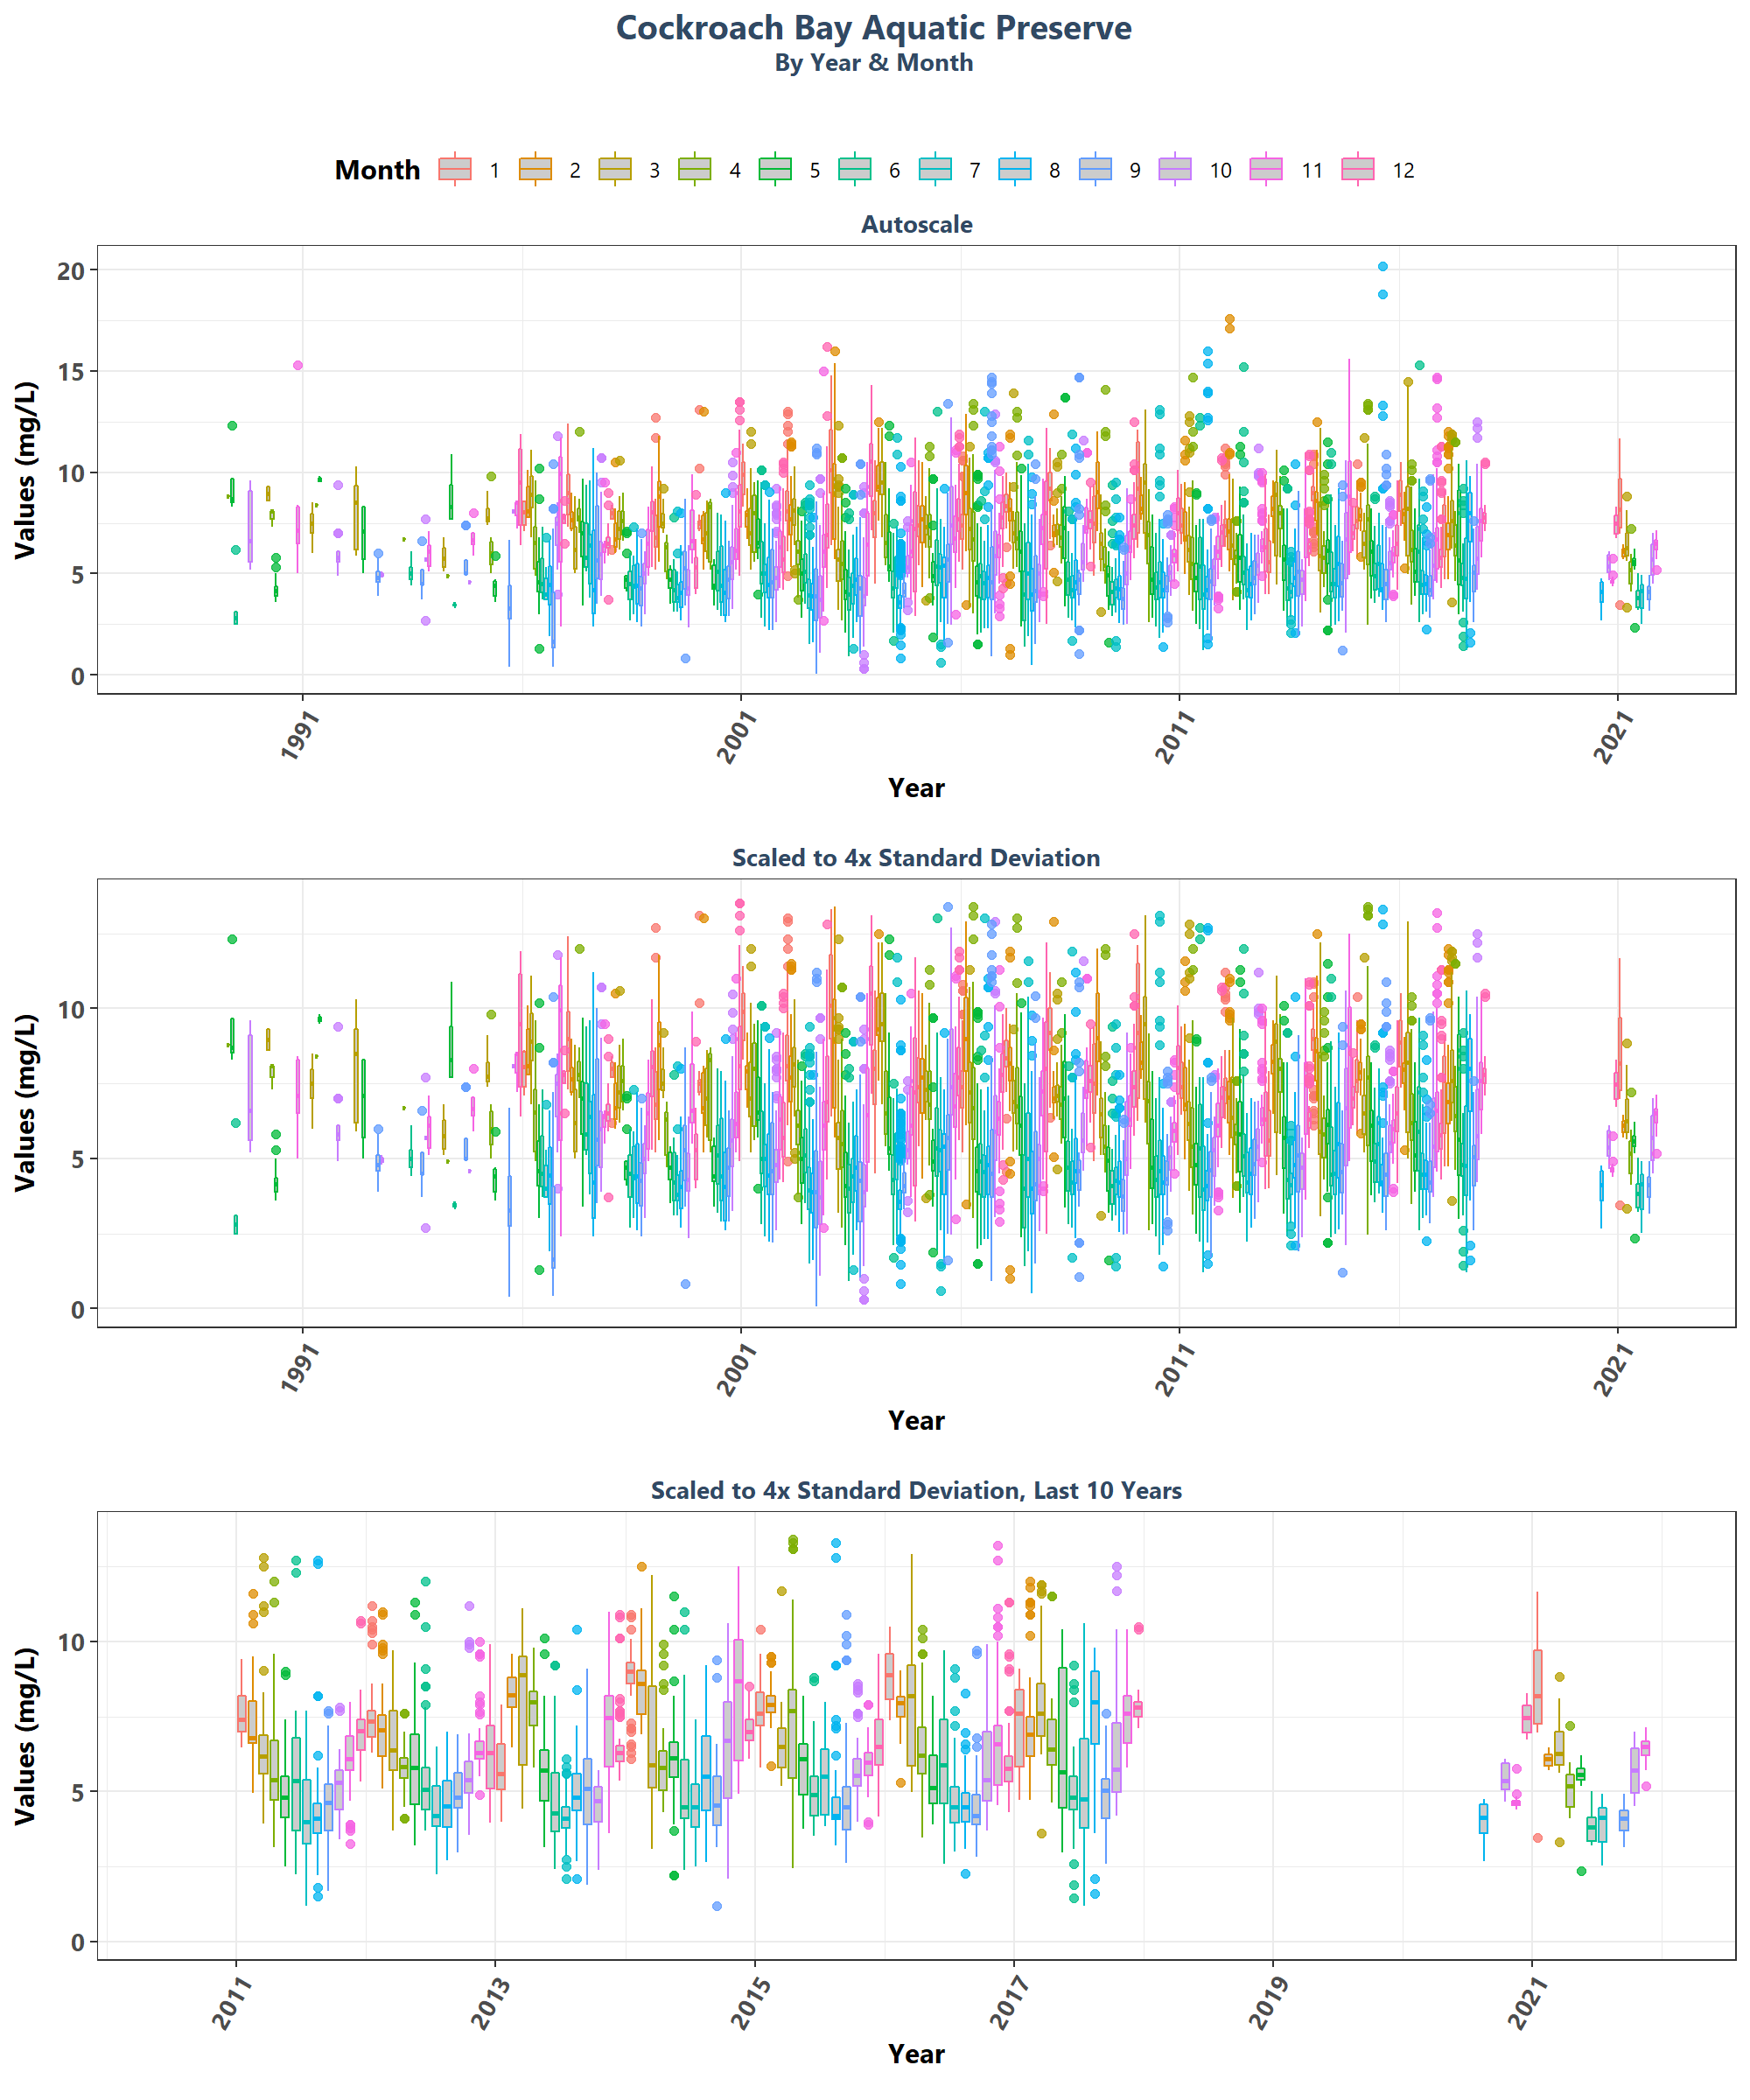 Cockroach Bay Aquatic Preserve
By Year & Month
Month 1 2 3 4 5 6 7 8 9 10 11 12
Autoscale
Values (mg/L)
20
15
10
5
0
1991 2001 2011 2021
Year
Scaled to 4x Standard Deviation
Values (mg/L)
10
5
0
1991 2001 2011 2021
Year
Scaled to 4x Standard Deviation, Last 10 Years
Values (mg/L)
10
5
0
2011 2013 2015 2017 2019 2021
Year